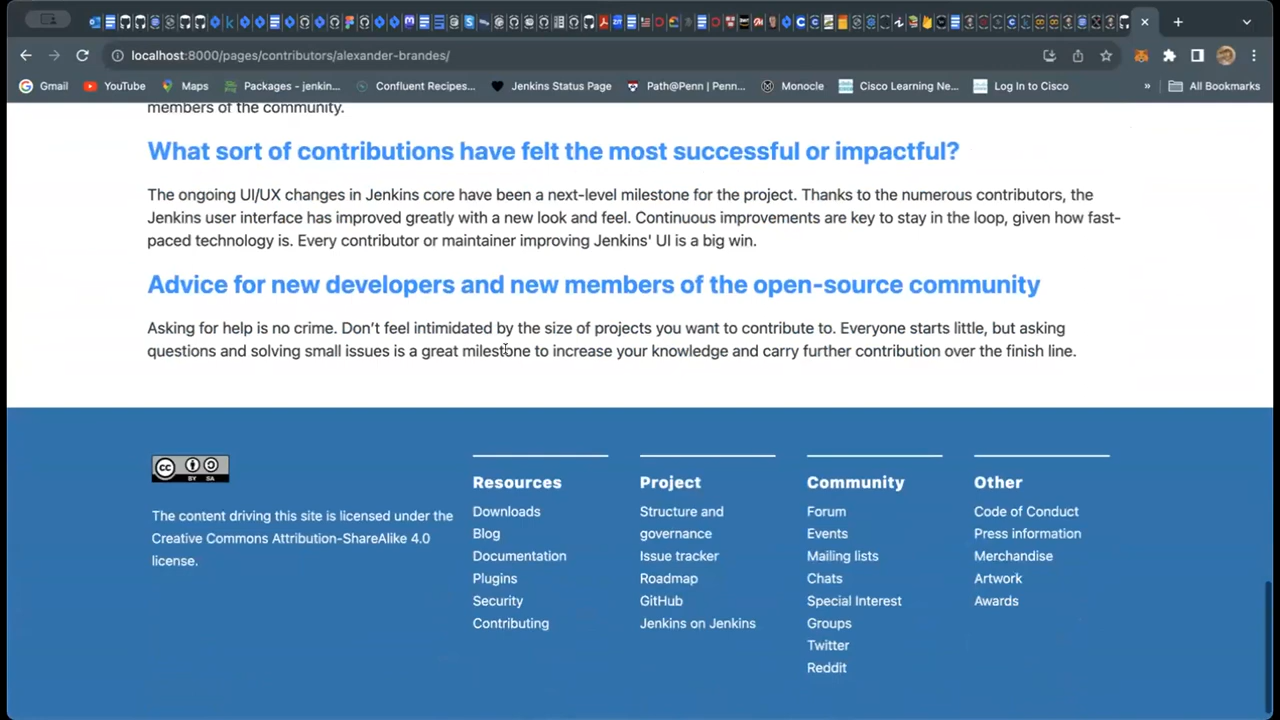 localhost:8000/pages/contributors/alexander-brandes/
Gmail YouTube Maps Packages - jenkin... Confluent Recipes... Jenkins Status Page Path@Penn | Penn... Monocle Cisco Learning Ne... Log In to Cisco » All Bookmarks
members of the community.
What sort of contributions have felt the most successful or impactful?
The ongoing UI/UX changes in Jenkins core have been a next-level milestone for the project. Thanks to the numerous contributors, the
Jenkins user interface has improved greatly with a new look and feel. Continuous improvements are key to stay in the loop, given how fast-
paced technology is. Every contributor or maintainer improving Jenkins' UI is a big win.
Advice for new developers and new members of the open-source community
Asking for help is no crime. Don’t feel intimidated by the size of projects you want to contribute to. Everyone starts little, but asking
questions and solving small issues is a great milestone to increase your knowledge and carry further contribution over the finish line.
CC BY SA
The content driving this site is licensed under the
Creative Commons Attribution-ShareAlike 4.0
license.
Resources
Downloads
Blog
Documentation
Plugins
Security
Contributing
Project
Structure and
governance
Issue tracker
Roadmap
GitHub
Jenkins on Jenkins
Community
Forum
Events
Mailing lists
Chats
Special Interest
Groups
Twitter
Reddit
Other
Code of Conduct
Press information
Merchandise
Artwork
Awards